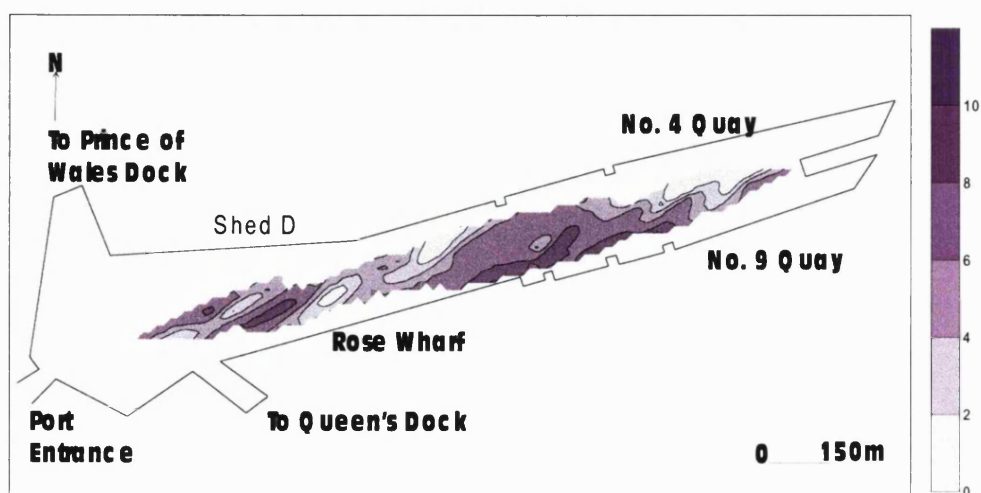 N
To Prince of
Wales Dock
Shed D
No. 4 Quay
No. 9 Quay
Rose Wharf
Port
Entrance
To Queen's Dock
0 150m
10
8
6
4
2
0